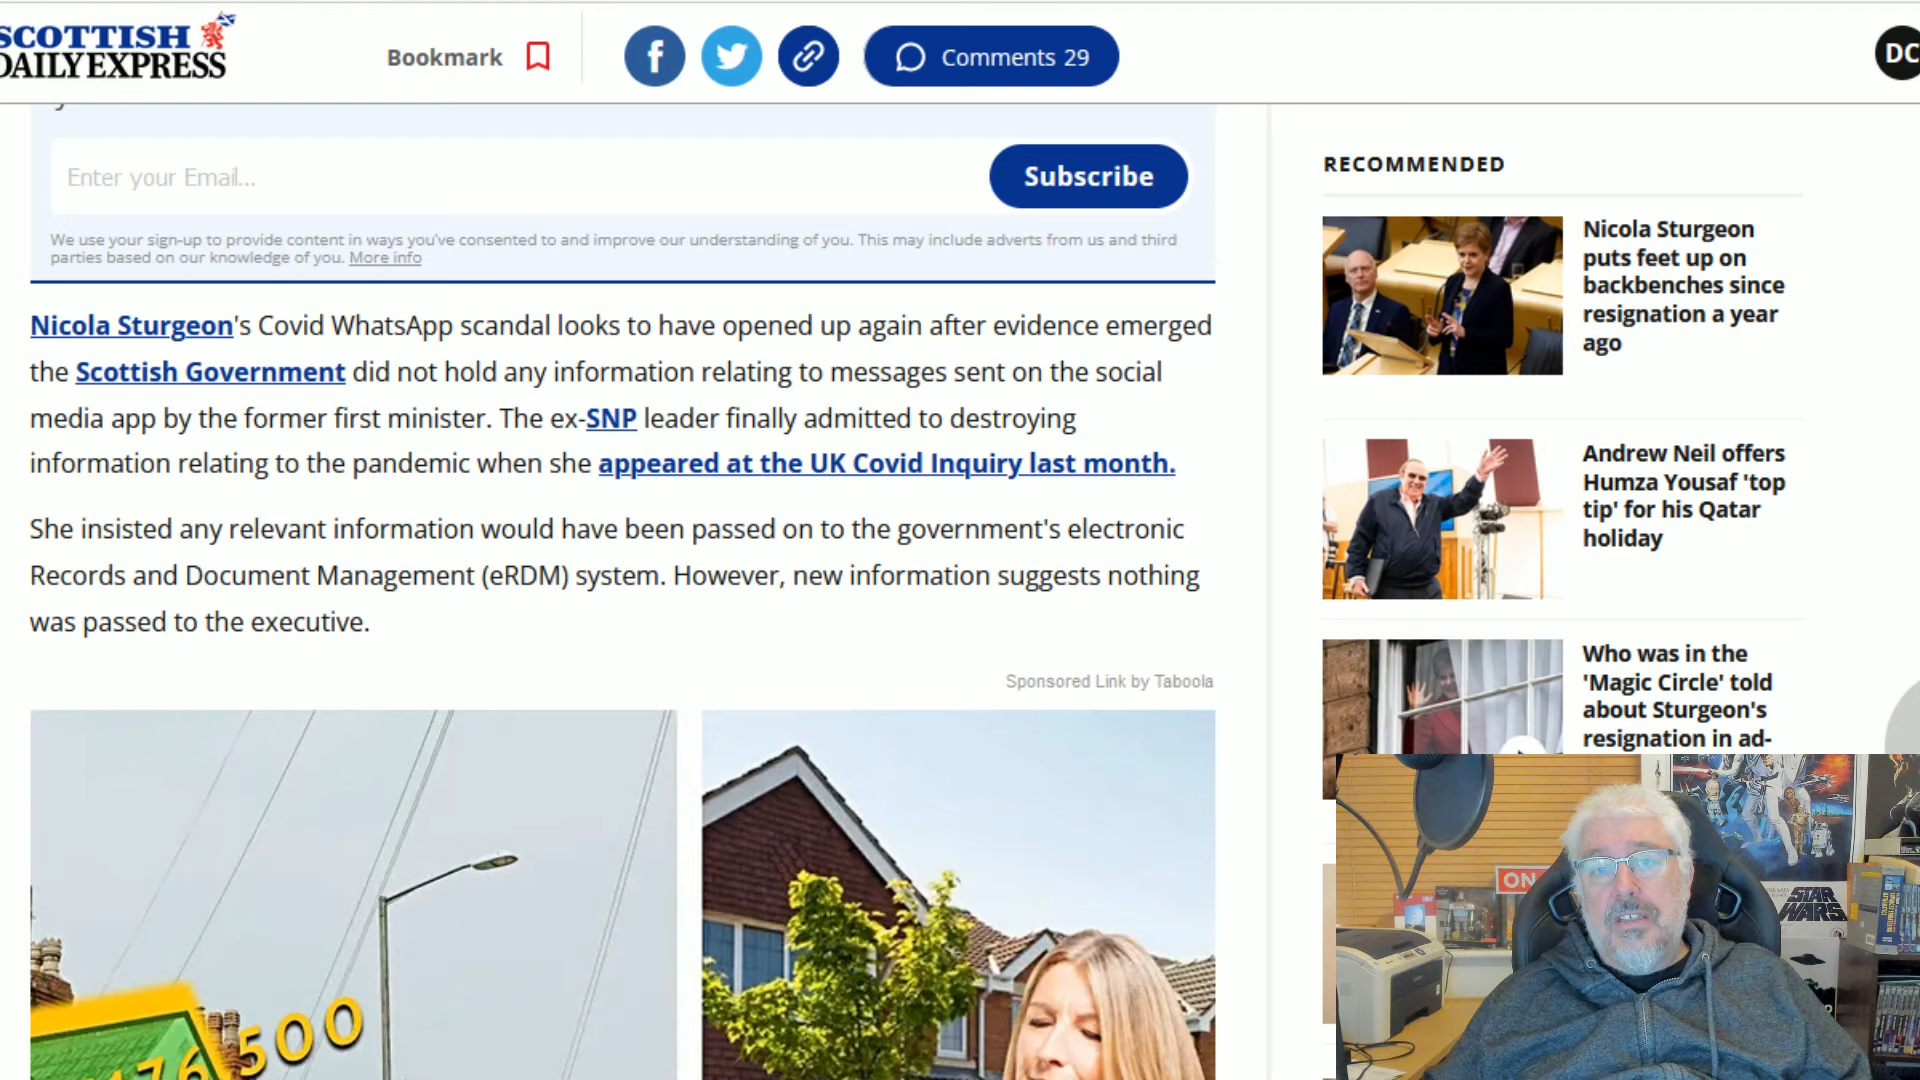 SCOTTISH
DAILY EXPRESS
Bookmark
f
Comments 29
DC
Enter your Email...
Subscribe
We use your sign-up to provide content in ways you've consented to and improve our understanding of you. This may include adverts from us and third
parties based on our knowledge of you. More info
Nicola Sturgeon's Covid WhatsApp scandal looks to have opened up again after evidence emerged
the Scottish Government did not hold any information relating to messages sent on the social
media app by the former first minister. The ex-SNP leader finally admitted to destroying
information relating to the pandemic when she appeared at the UK Covid Inquiry last month.
She insisted any relevant information would have been passed on to the government's electronic
Records and Document Management (eRDM) system. However, new information suggests nothing
was passed to the executive.
Sponsored Link by Taboola
500
RECOMMENDED
Nicola Sturgeon
puts feet up on
backbenches since
resignation a year
ago
Andrew Neil offers
Humza Yousaf 'top
tip' for his Qatar
holiday
Who was in the
'Magic Circle' told
about Sturgeon's
resignation in ad-
ON
STAR
WARS